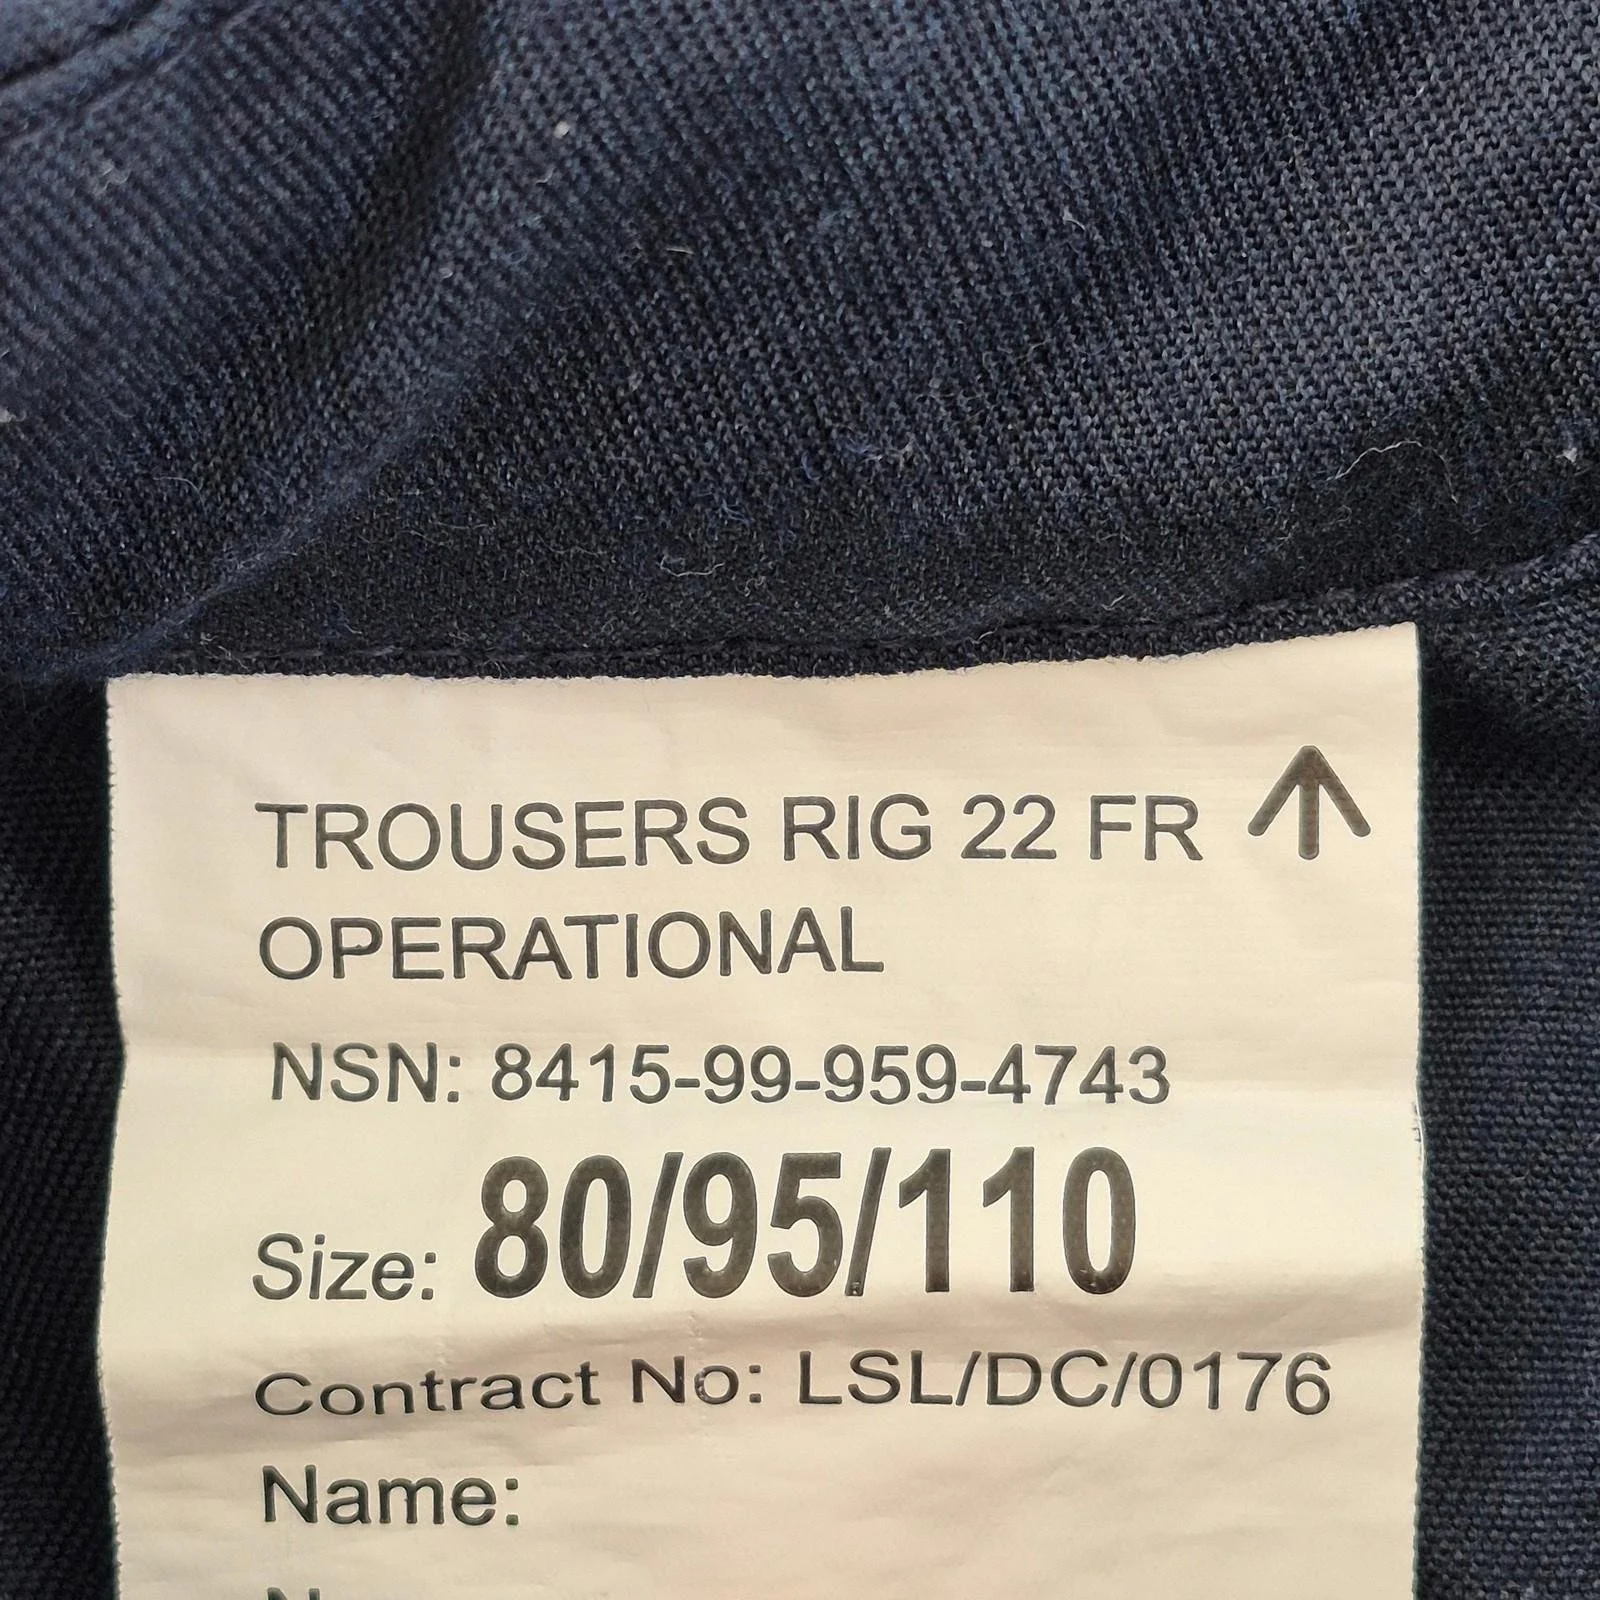 TROUSERS RIG 22 FR
OPERATIONAL
NSN: 8415-99-959-4743
Size: 80/95/110
Contract No: LSL/DC/0176
Name: